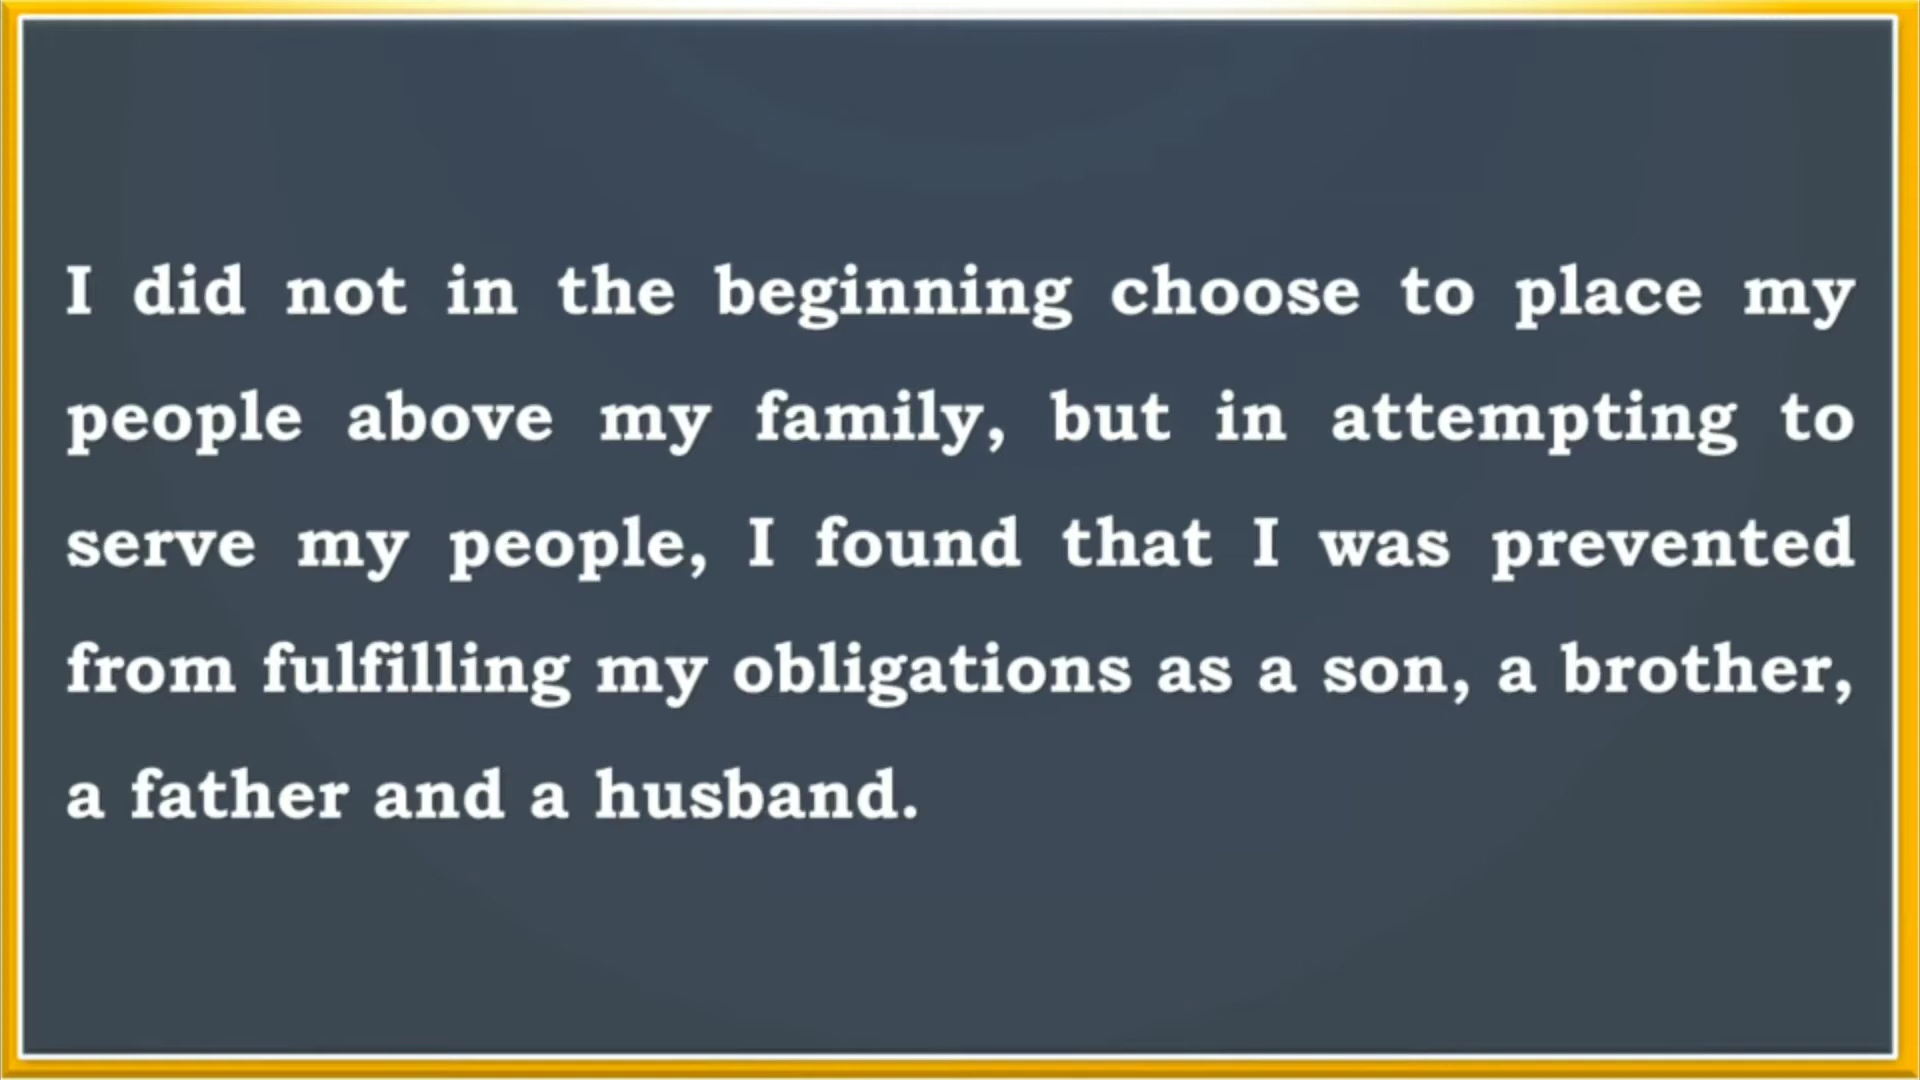 I did not in the beginning choose to place my
people above my family, but in attempting to
serve my people, I found that I was prevented
from fulfilling my obligations as a son, a brother,
a father and a husband.